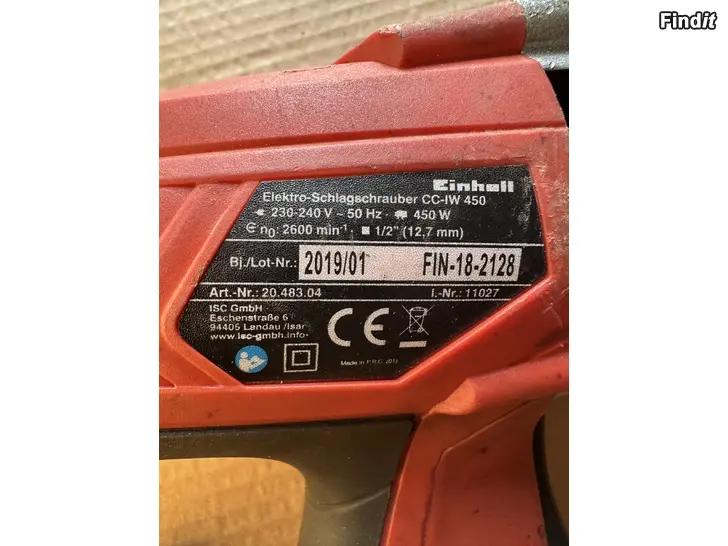 Findit
Einhell
Elektro-Schlagschrauber CC-IW 450
230-240 V ~ 50 Hz · 450 W
n₀: 2600 min⁻¹ · ■ 1/2" (12,7 mm)
Bj./Lot-Nr.: 2019/01 FIN-18-2128
Art.-Nr.: 20.483.04 I.-Nr.: 11027
ISC GmbH
Eschenstraße 6
94405 Landau /Isar
www.isc-gmbh.info
CE
Made in P.R.C.